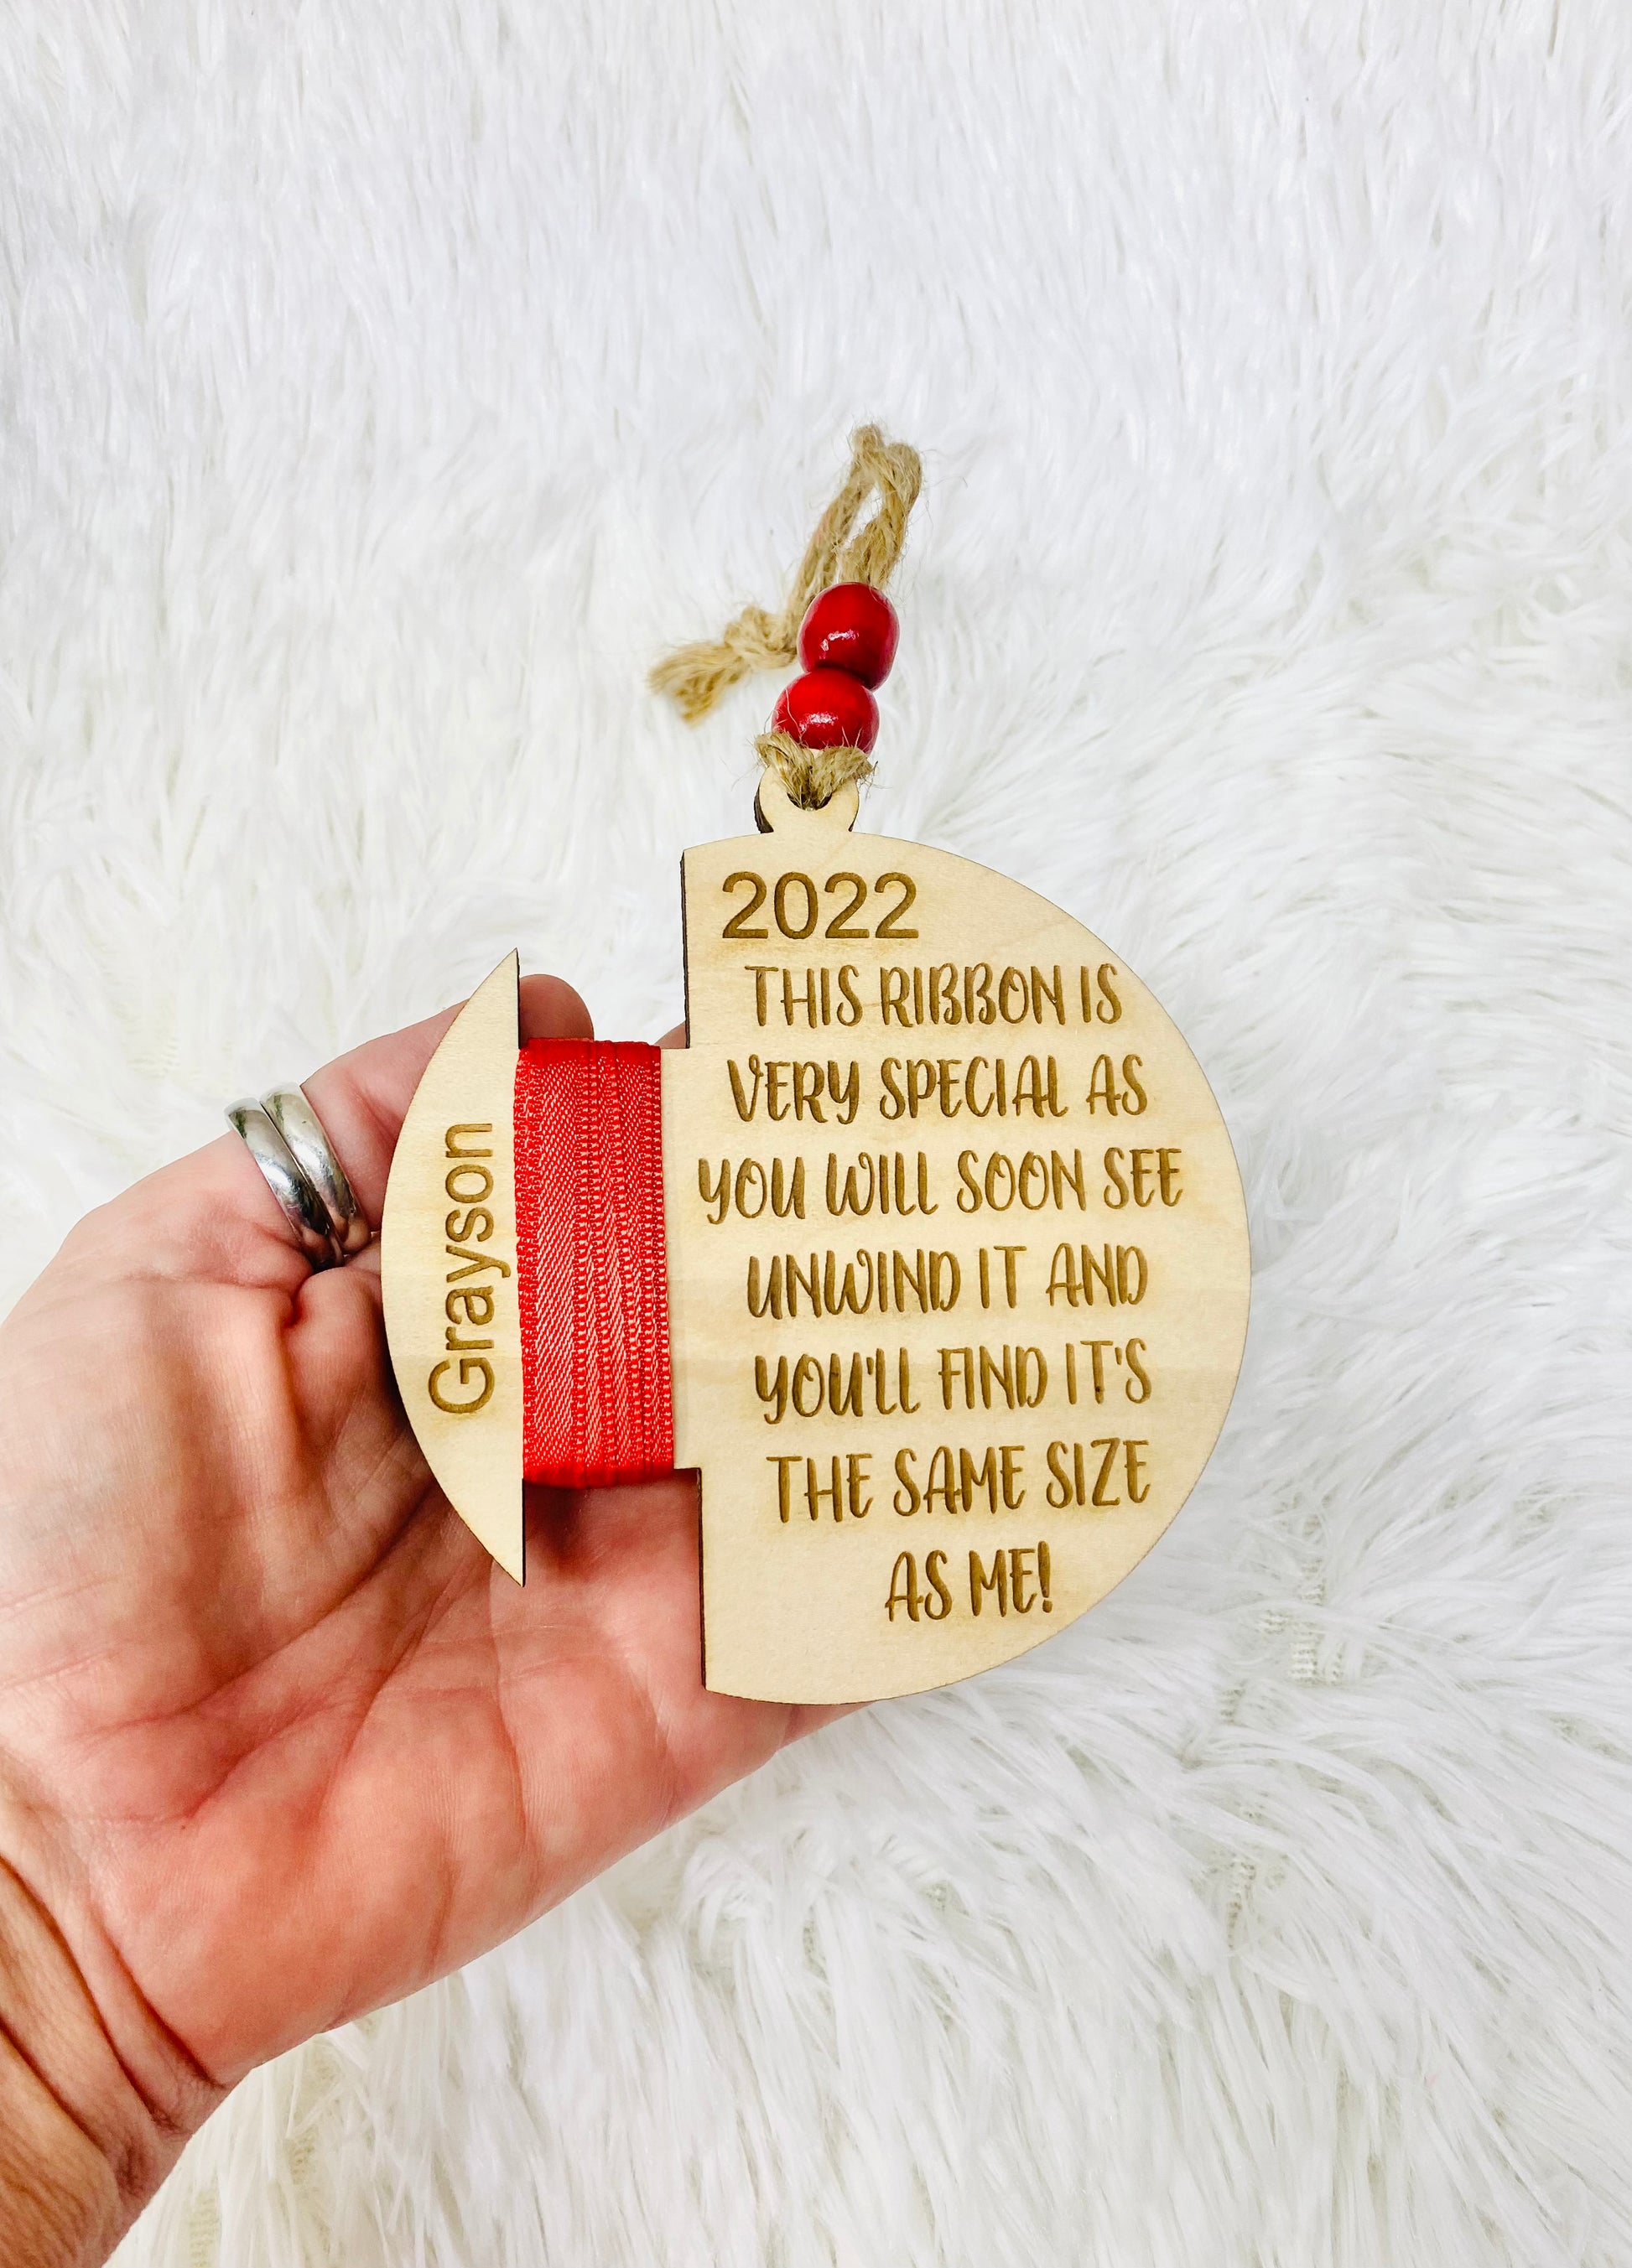 2022
THIS RIBBON IS
VERY SPECIAL AS
YOU WILL SOON SEE
UNWIND IT AND
YOU'LL FIND IT'S
THE SAME SIZE
AS ME!
Grayson